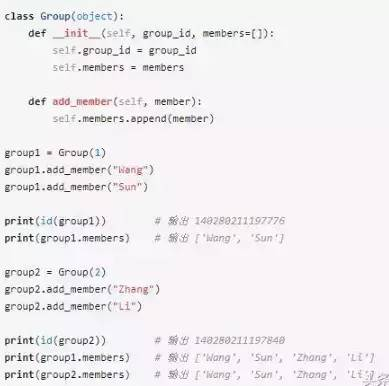 class Group(object):
    def __init__(self, group_id, members=[]):
        self.group_id = group_id
        self.members = members
    def add_member(self, member):
        self.members.append(member)
group1 = Group(1)
group1.add_member("Wang")
group1.add_member("Sun")
print(id(group1))        # 输出 140280211197776
print(group1.members)    # 输出 ['Wang', 'Sun']
group2 = Group(2)
group2.add_member("Zhang")
group2.add_member("Li")
print(id(group2))        # 输出 140280211197840
print(group1.members)    # 输出 ['Wang', 'Sun', 'Zhang', 'Li']
print(group2.members)    # 输出 ['Wang', 'Sun', 'Zhang', 'Li']